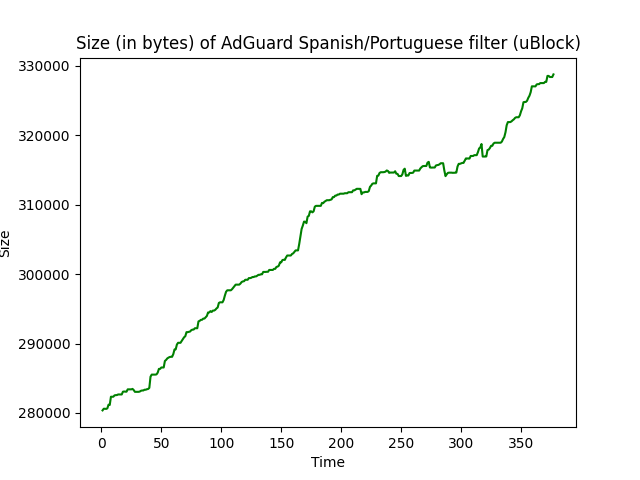 Size (in bytes) of AdGuard Spanish/Portuguese filter (uBlock)
330000
320000
310000
300000
290000
280000
Size
0 50 100 150 200 250 300 350
Time